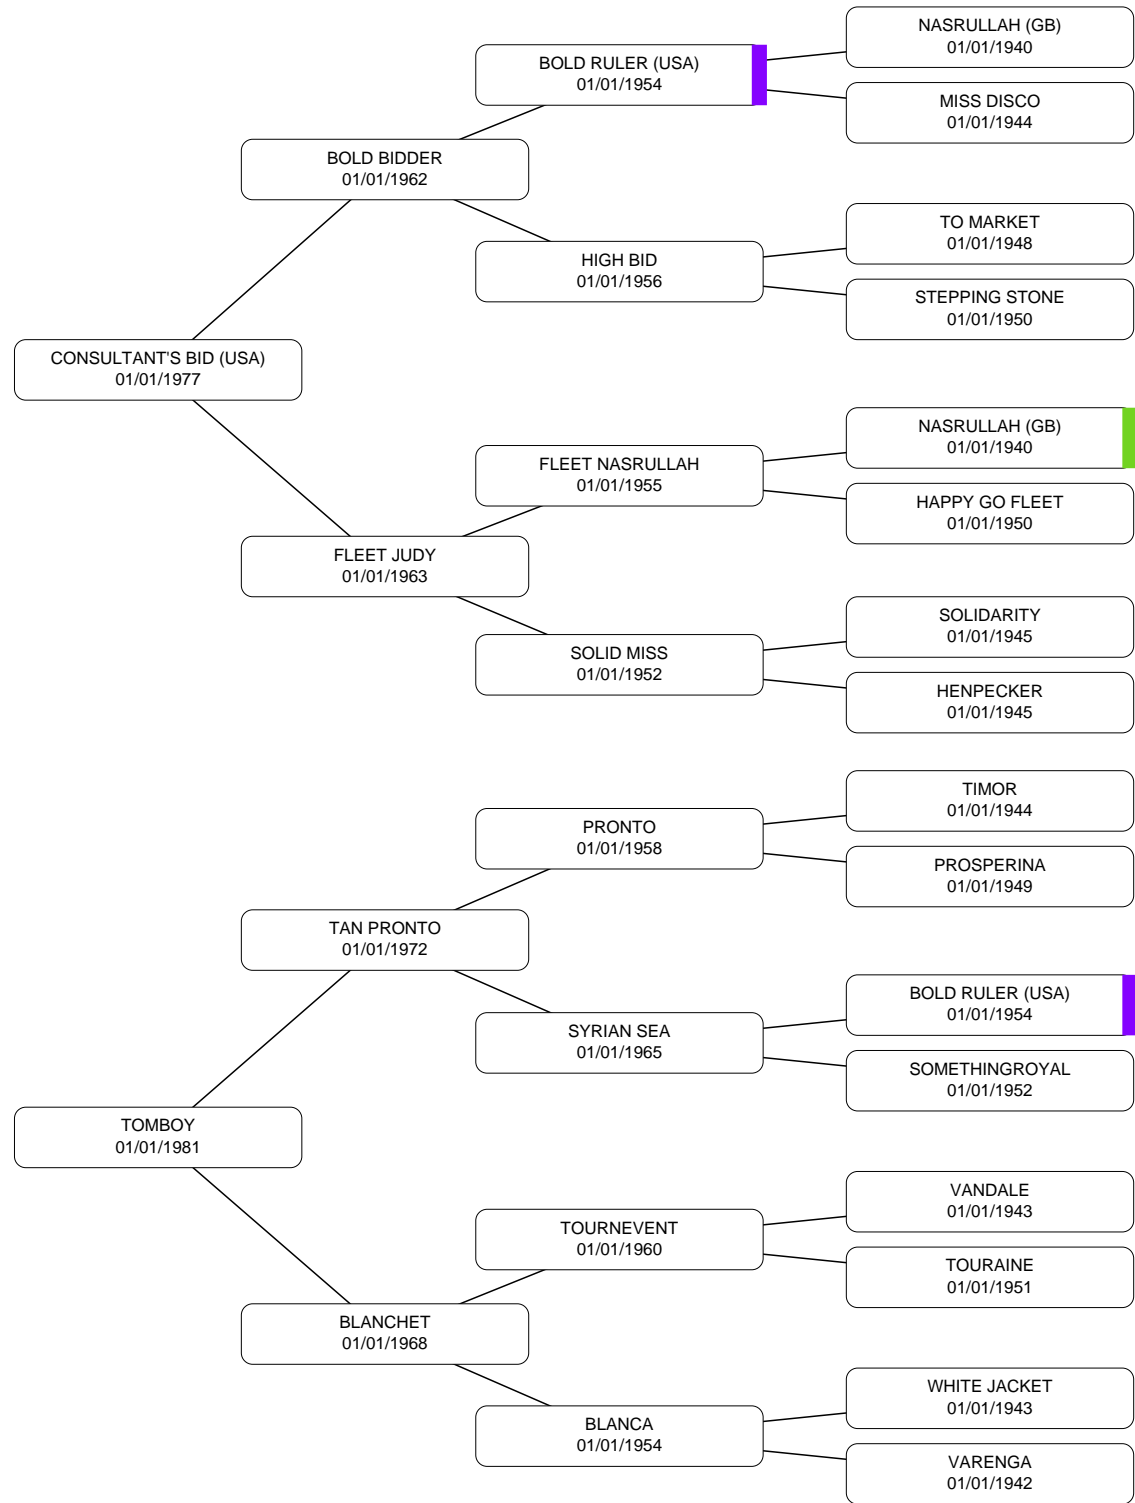 NASRULLAH (GB)
01/01/1940
BOLD RULER (USA)
01/01/1954
MISS DISCO
01/01/1944
BOLD BIDDER
01/01/1962
TO MARKET
01/01/1948
HIGH BID
01/01/1956
STEPPING STONE
01/01/1950
CONSULTANT'S BID (USA)
01/01/1977
NASRULLAH (GB)
01/01/1940
FLEET NASRULLAH
01/01/1955
HAPPY GO FLEET
01/01/1950
FLEET JUDY
01/01/1963
SOLIDARITY
01/01/1945
SOLID MISS
01/01/1952
HENPECKER
01/01/1945
TIMOR
01/01/1944
PRONTO
01/01/1958
PROSPERINA
01/01/1949
TAN PRONTO
01/01/1972
BOLD RULER (USA)
01/01/1954
SYRIAN SEA
01/01/1965
SOMETHINGROYAL
01/01/1952
TOMBOY
01/01/1981
VANDALE
01/01/1943
TOURNEVENT
01/01/1960
TOURAINE
01/01/1951
BLANCHET
01/01/1968
WHITE JACKET
01/01/1943
BLANCA
01/01/1954
VARENGA
01/01/1942